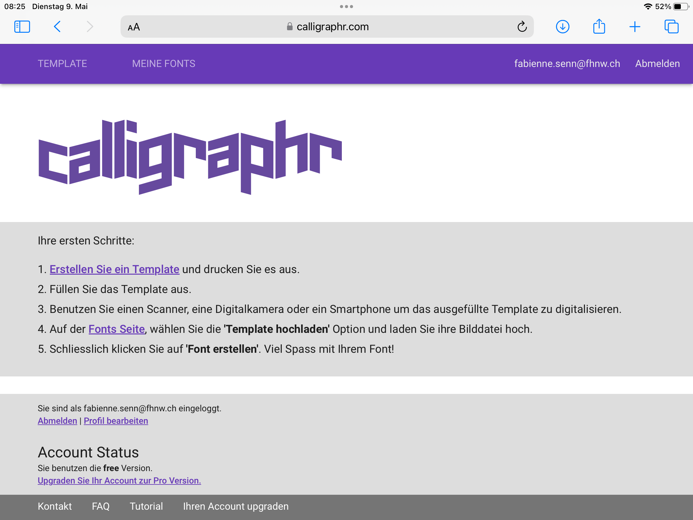 08:25 Dienstag 9. Mai
52%
AA
calligraphr.com
TEMPLATE
MEINE FONTS
fabienne.senn@fhnw.ch
Abmelden
calligraphr
Ihre ersten Schritte:
1. Erstellen Sie ein Template und drucken Sie es aus.
2. Füllen Sie das Template aus.
3. Benutzen Sie einen Scanner, eine Digitalkamera oder ein Smartphone um das ausgefüllte Template zu digitalisieren.
4. Auf der Fonts Seite, wählen Sie die 'Template hochladen' Option und laden Sie ihre Bilddatei hoch.
5. Schliesslich klicken Sie auf 'Font erstellen'. Viel Spass mit Ihrem Font!
Sie sind als fabienne.senn@fhnw.ch eingeloggt.
Abmelden | Profil bearbeiten
Account Status
Sie benutzen die free Version.
Upgraden Sie Ihr Account zur Pro Version.
Kontakt FAQ Tutorial Ihren Account upgraden